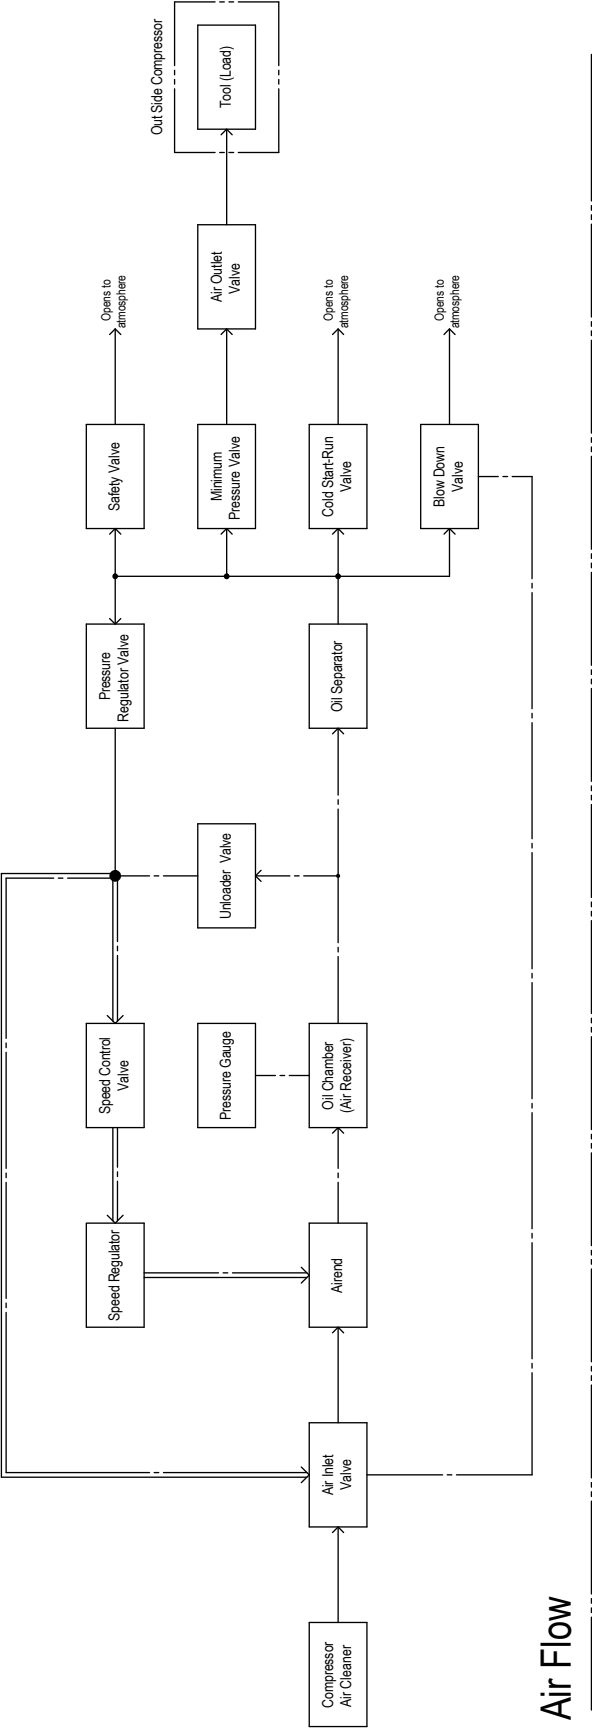 Out Side Compressor
Tool (Load)
Opens to
atmosphere
Air Outlet
Valve
Opens to
atmosphere
Opens to
atmosphere
Safety Valve
Minimum
Pressure Valve
Cold Start-Run
Valve
Blow Down
Valve
Pressure
Regulator Valve
Oil Separator
Unloader Valve
Speed Control
Valve
Pressure Gauge
Oil Chamber
(Air Receiver)
Speed Regulator
Airend
Air Inlet
Valve
Compressor
Air Cleaner
Air Flow